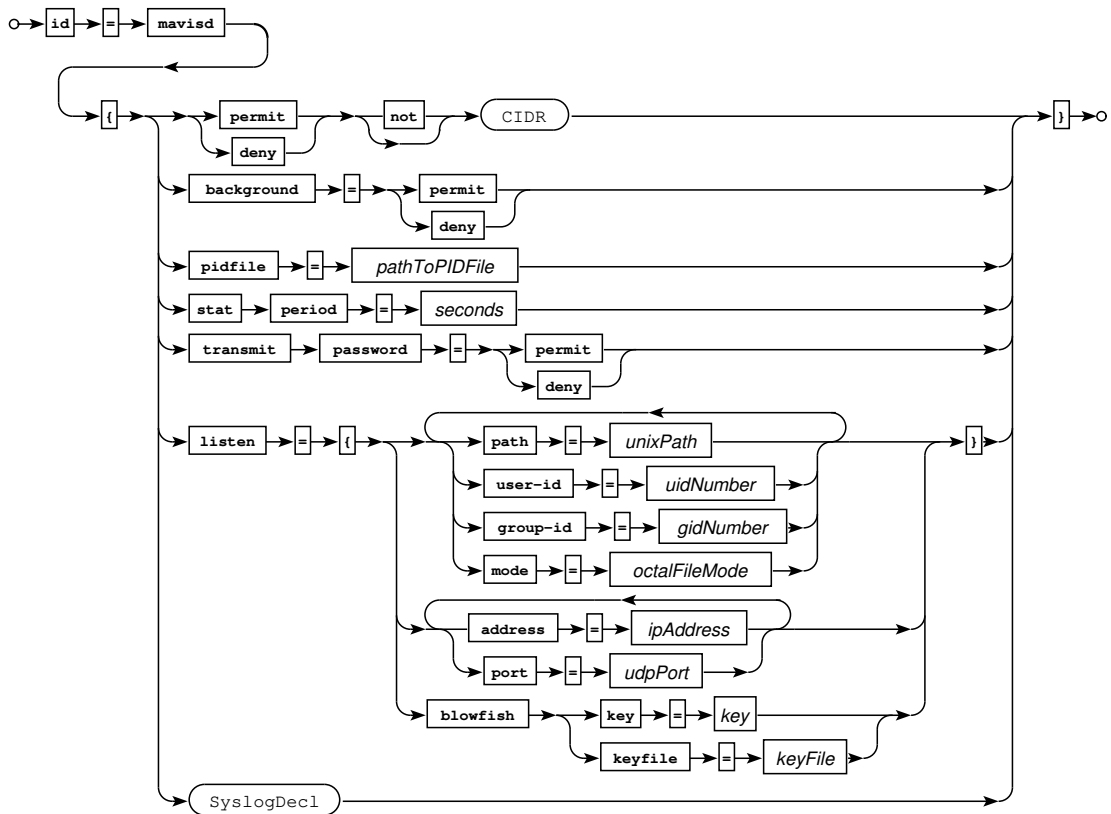 id = mavisd
{ permit not CIDR }
deny
background = permit
deny
pidfile = pathToPIDFile
stat period = seconds
transmit password = permit
deny
listen = { path = unixPath }
user-id = uidNumber
group-id = gidNumber
mode = octalFileMode
address = ipAddress
port = udpPort
blowfish key = key
keyfile = keyFile
SyslogDecl